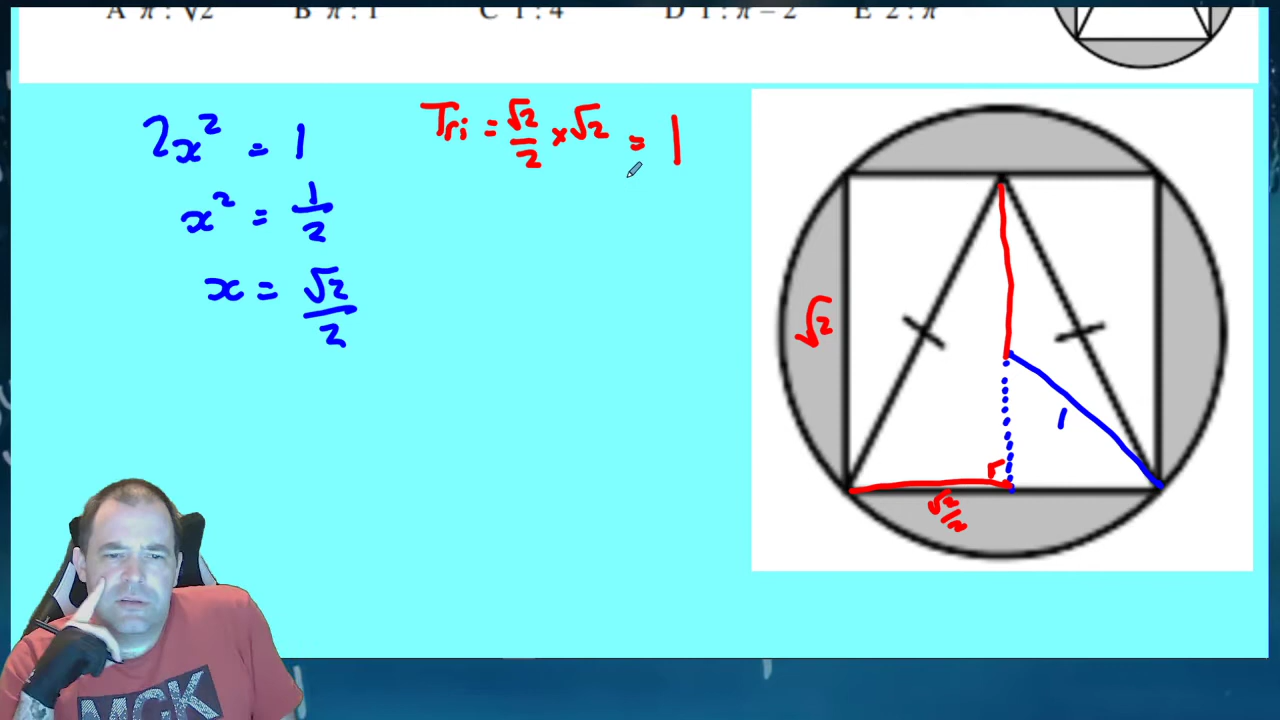 A π : √2 B π : 1 C 1 : 4 D 1 : π − 2 E 2 : π
2x² = 1
x² = 1/2
x = √2/2
Tri = √2/2 × √2 = 1
√2
1
√2/2
MGK